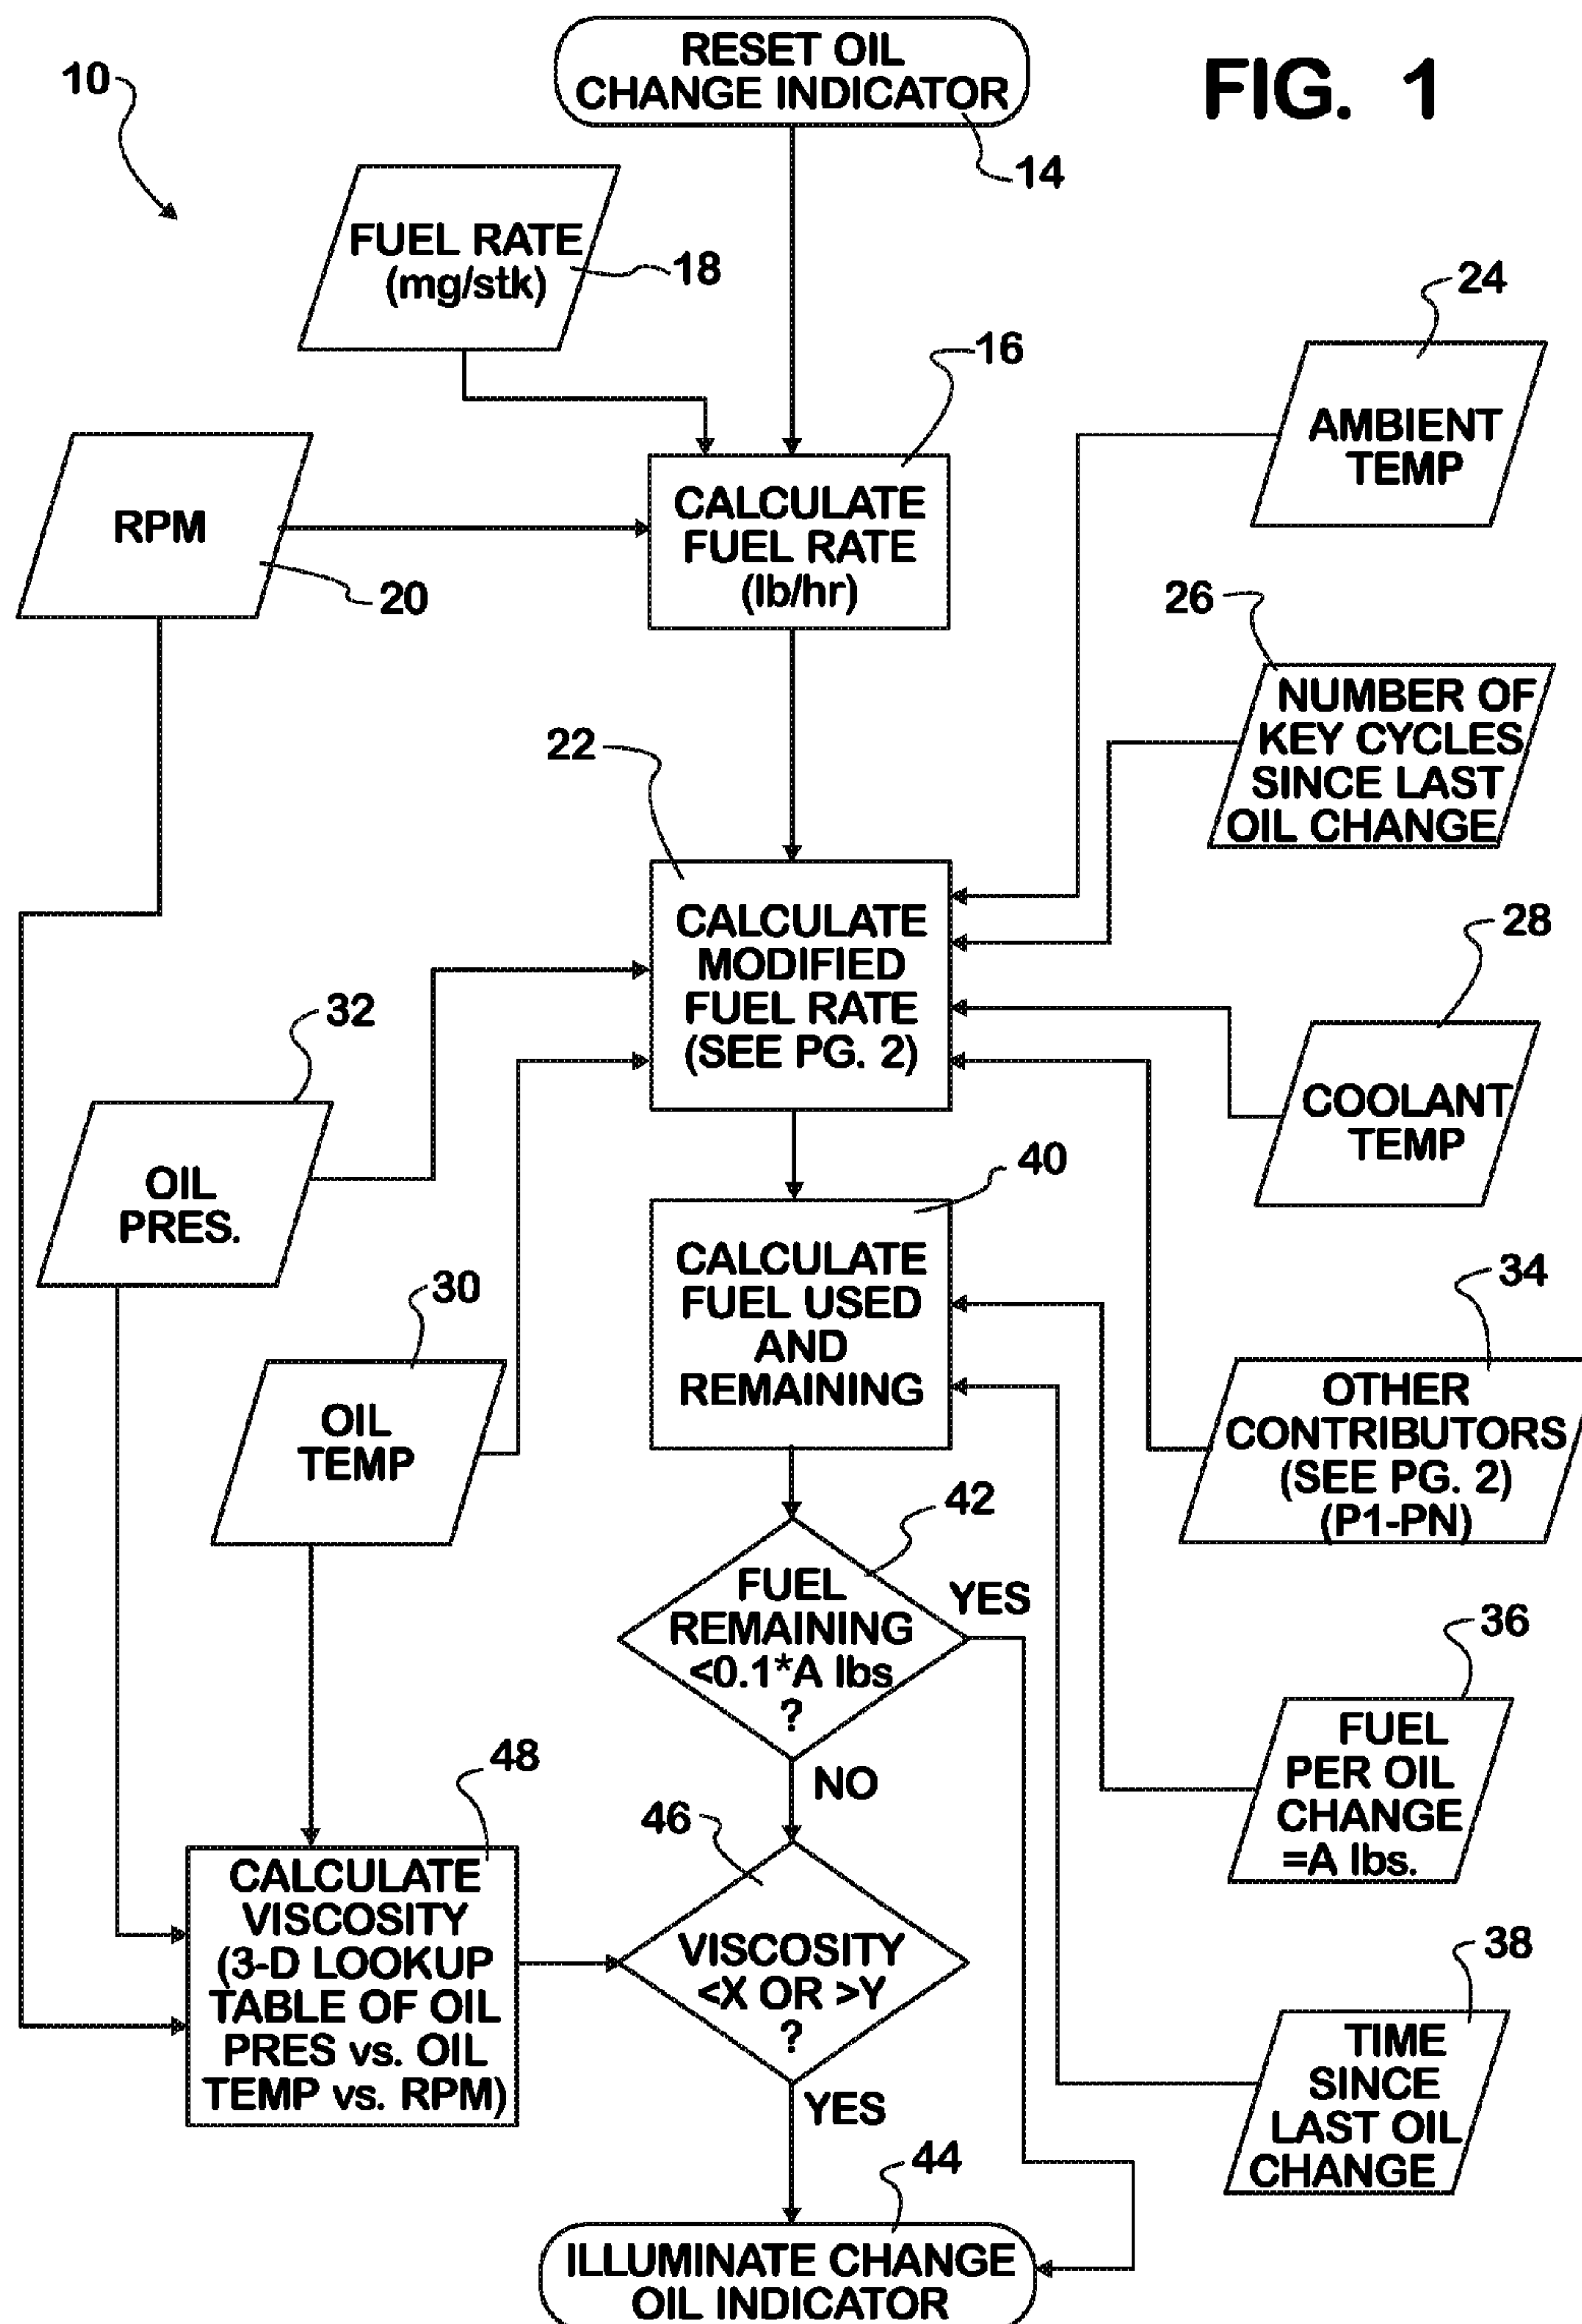 FIG. 1
10
RESET OIL
CHANGE INDICATOR
14
FUEL RATE
(mg/stk)
18
16
24
AMBIENT
TEMP
RPM
20
CALCULATE
FUEL RATE
(lb/hr)
26
NUMBER OF
KEY CYCLES
SINCE LAST
OIL CHANGE
22
CALCULATE
MODIFIED
FUEL RATE
(SEE PG. 2)
28
COOLANT
TEMP
32
OIL
PRES.
40
CALCULATE
FUEL USED
AND
REMAINING
30
OIL
TEMP
34
OTHER
CONTRIBUTORS
(SEE PG. 2)
(P1-PN)
42
FUEL
REMAINING
<0.1*A lbs
?
YES
NO
36
FUEL
PER OIL
CHANGE
=A lbs.
48
CALCULATE
VISCOSITY
(3-D LOOKUP
TABLE OF OIL
PRES vs. OIL
TEMP vs. RPM)
46
VISCOSITY
<X OR >Y
?
YES
38
TIME
SINCE
LAST OIL
CHANGE
44
ILLUMINATE CHANGE
OIL INDICATOR